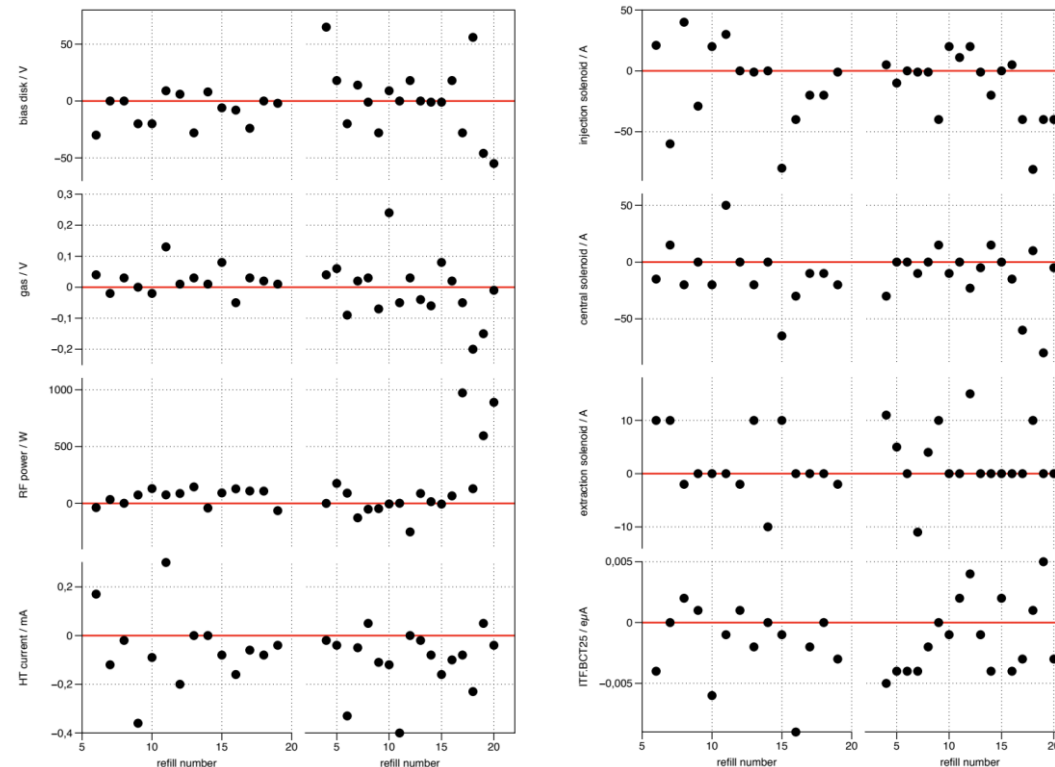 bias disk / V
50
0
−50
gas / V
0,3
0,2
0,1
0
−0,1
−0,2
RF power / W
1000
500
0
HT current / mA
0,2
0
−0,2
−0,4
5 10 15 20 5 10 15 20
refill number refill number
injection solenoid / A
50
0
−50
central solenoid / A
50
0
−50
extraction solenoid / A
10
0
−10
ITF.BCT25 / eµA
0,005
0
−0,005
5 10 15 20 5 10 15 20
refill number refill number